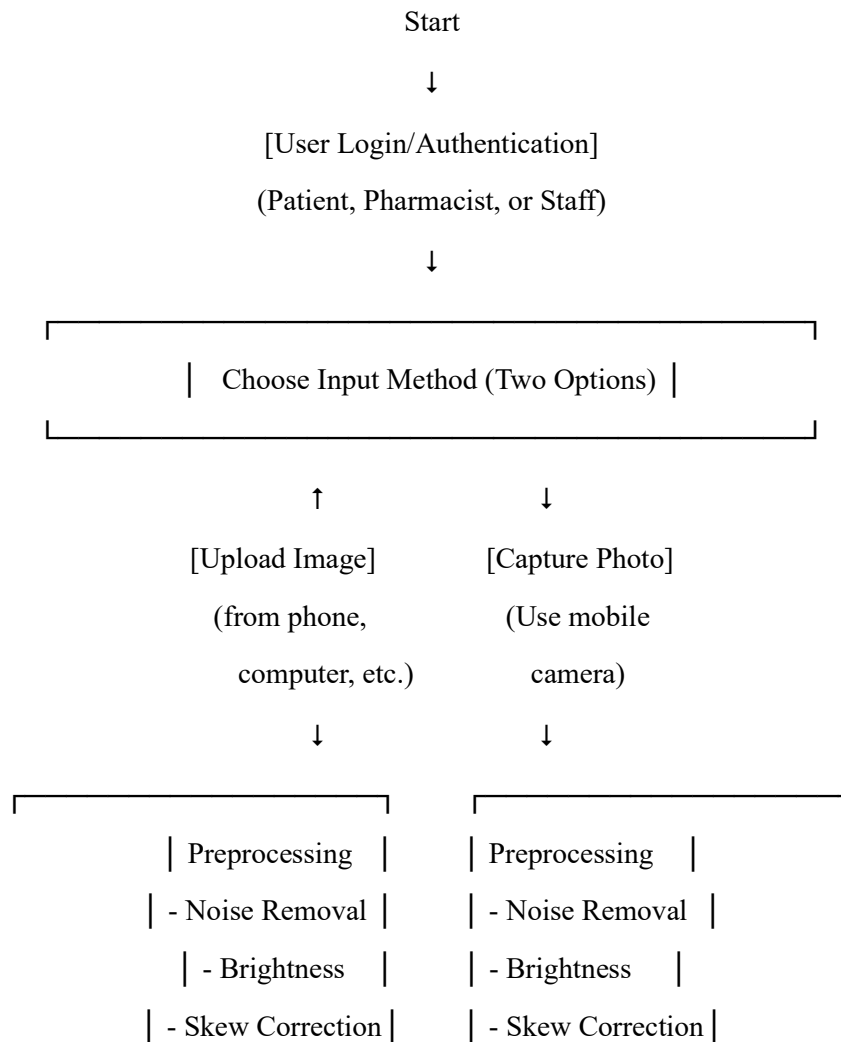 Start
↓
[User Login/Authentication]
(Patient, Pharmacist, or Staff)
↓
┌──────────────────────────────┐
│ Choose Input Method (Two Options) │
└──────────────────────────────┘
↑ ↓
[Upload Image] [Capture Photo]
(from phone, (Use mobile
computer, etc.) camera)
↓ ↓
┌──────────────┐ ┌──────────────
│ Preprocessing │ │ Preprocessing │
│ - Noise Removal │ │ - Noise Removal │
│ - Brightness │ │ - Brightness │
│ - Skew Correction│ │ - Skew Correction│